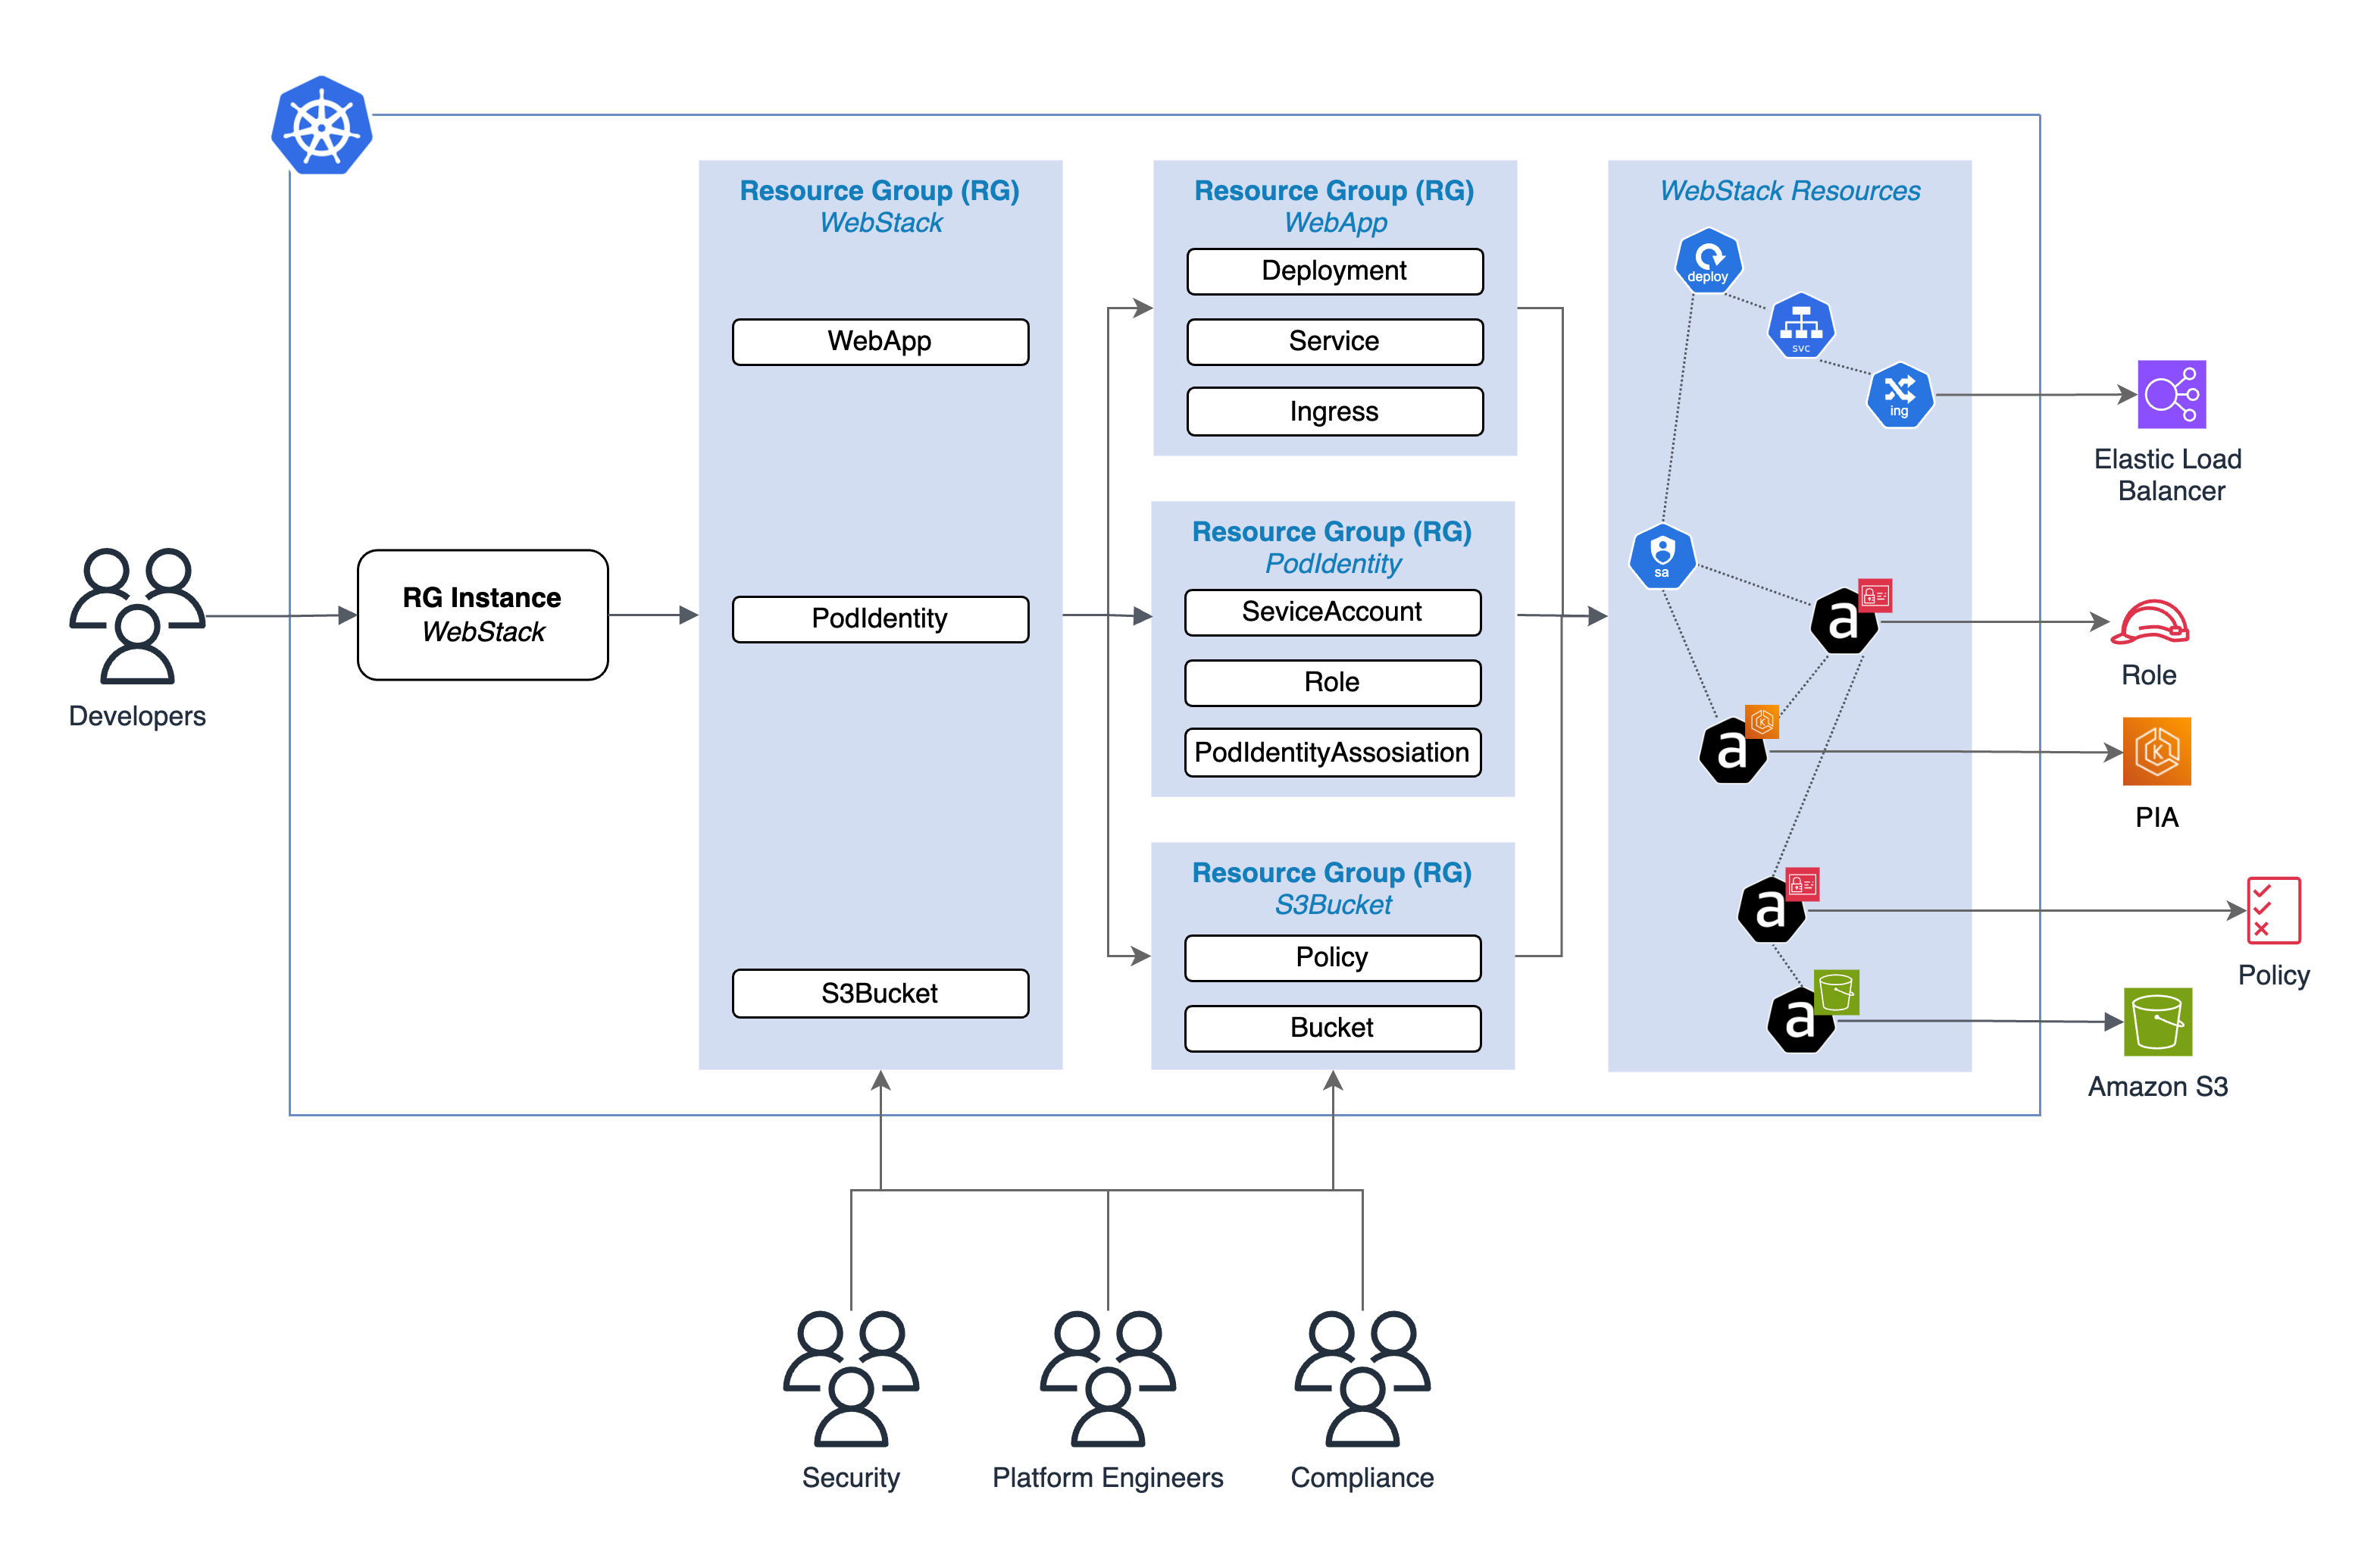 Developers
RG Instance
WebStack
Resource Group (RG)
WebStack
WebApp
PodIdentity
S3Bucket
Resource Group (RG)
WebApp
Deployment
Service
Ingress
Resource Group (RG)
PodIdentity
SeviceAccount
Role
PodIdentityAssosiation
Resource Group (RG)
S3Bucket
Policy
Bucket
WebStack Resources
deploy
svc
ing
sa
a
a
a
a
K
Elastic Load
Balancer
Role
K
PIA
Policy
Amazon S3
Security
Platform Engineers
Compliance